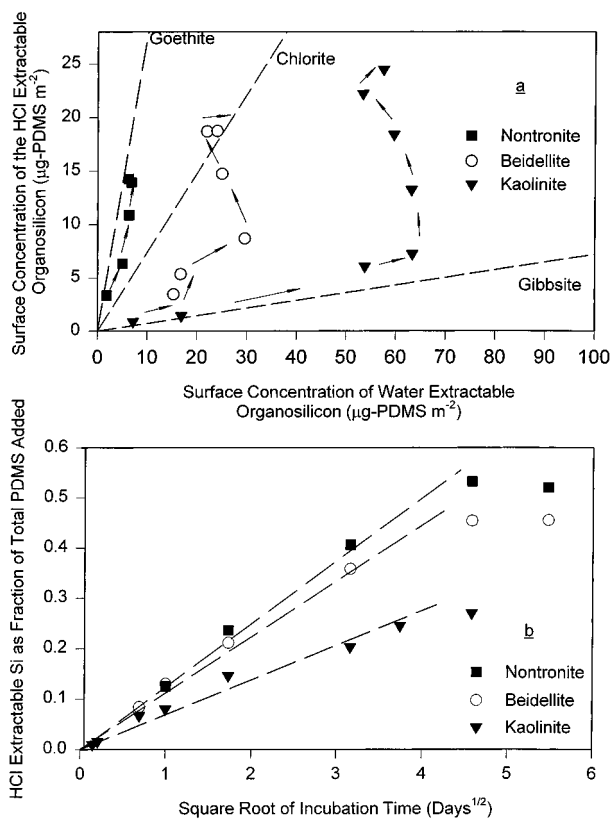 Surface Concentration of the HCl Extractable
Organosilicon (µg-PDMS m-2)
25
20
15
10
5
0
Goethite
Chlorite
a
Nontronite
Beidellite
Kaolinite
Gibbsite
0 10 20 30 40 50 60 70 80 90 100
Surface Concentration of Water Extractable
Organosilicon (µg-PDMS m-2)
HCl Extractable Si as Fraction of Total PDMS Added
0.6
0.5
0.4
0.3
0.2
0.1
0.0
b
Nontronite
Beidellite
Kaolinite
0 1 2 3 4 5 6
Square Root of Incubation Time (Days1/2)